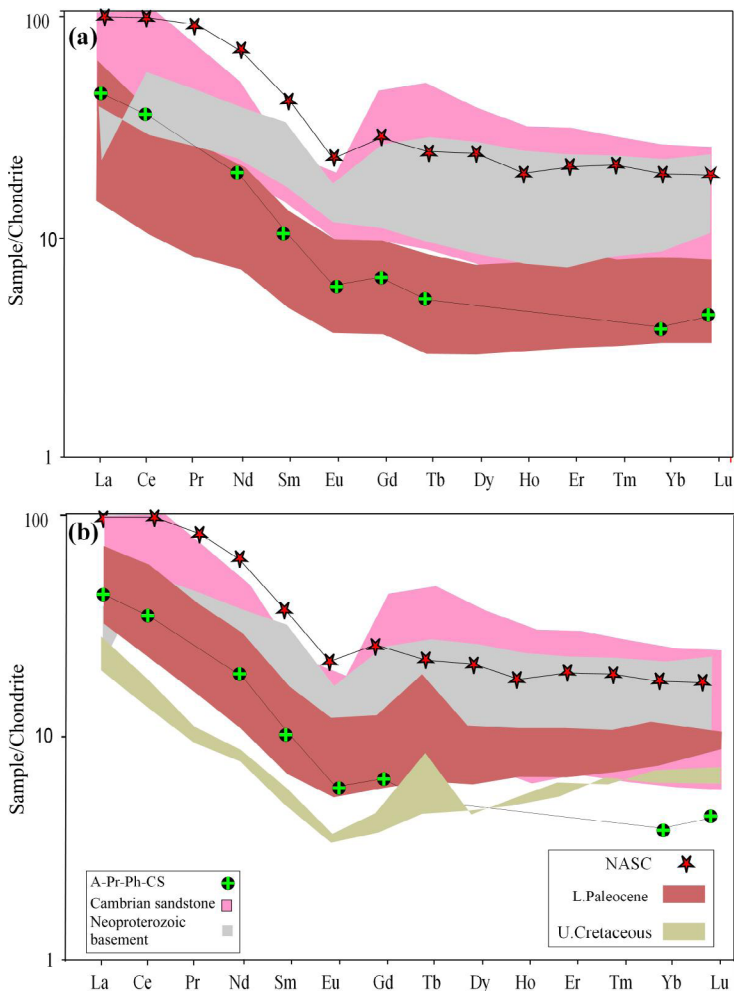 100
(a)
Sample/Chondrite
10
1
La Ce Pr Nd Sm Eu Gd Tb Dy Ho Er Tm Yb Lu
100
(b)
Sample/Chondrite
10
1
A-Pr-Ph-CS
Cambrian sandstone
Neoproterozoic
basement
NASC
L.Paleocene
U.Cretaceous
La Ce Pr Nd Sm Eu Gd Tb Dy Ho Er Tm Yb Lu